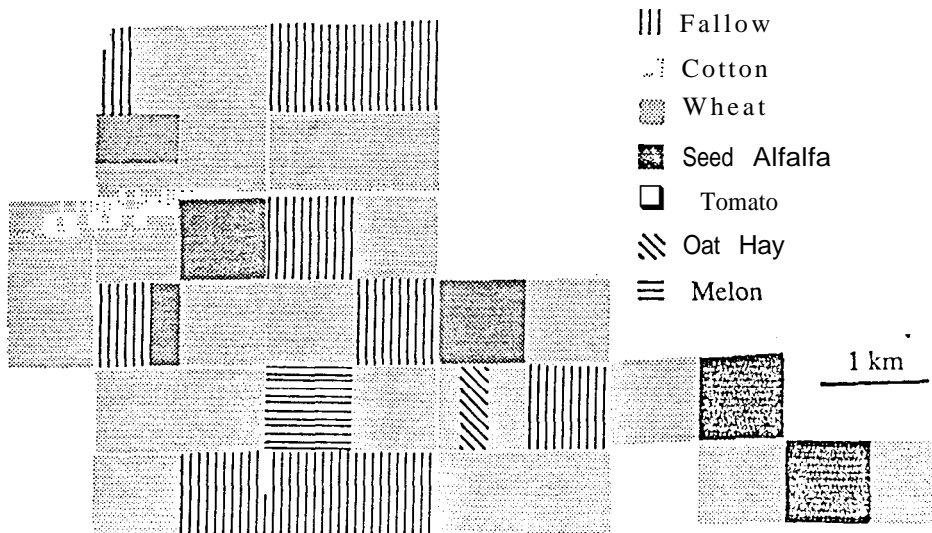 Fallow
Cotton
Wheat
Seed Alfalfa
Tomato
Oat Hay
Melon
1 km